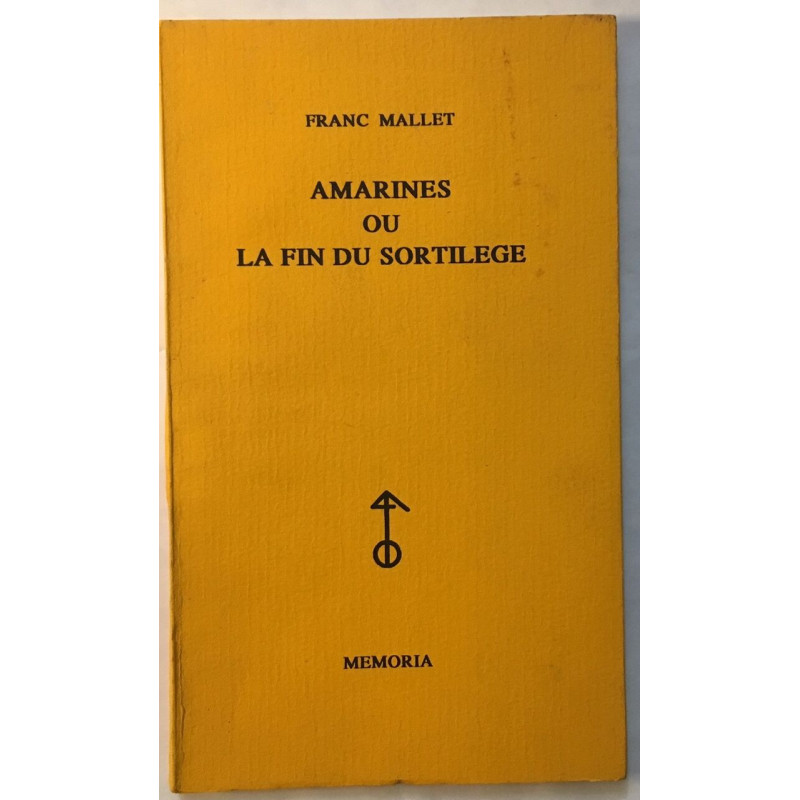 FRANC MALLET
AMARINES
OU
LA FIN DU SORTILEGE
MEMORIA